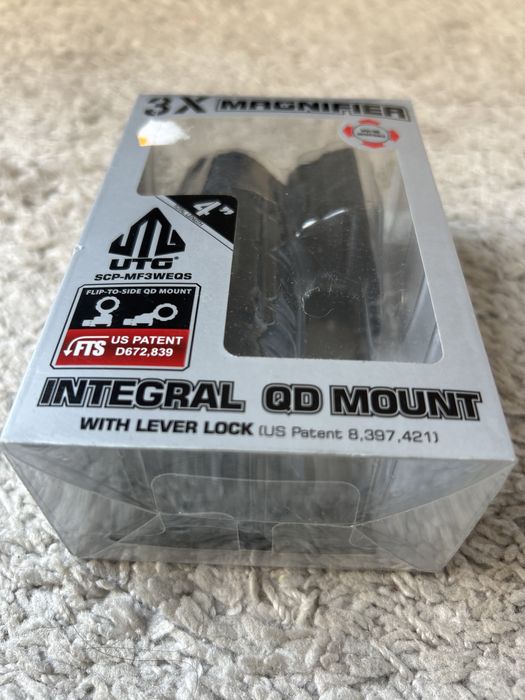 3X MAGNIFIER
4"
UTG®
SCP-MF3WEQS
FLIP-TO-SIDE QD MOUNT
FTS
US PATENT
D672,839
INTEGRAL QD MOUNT
WITH LEVER LOCK (US Patent 8,397,421)